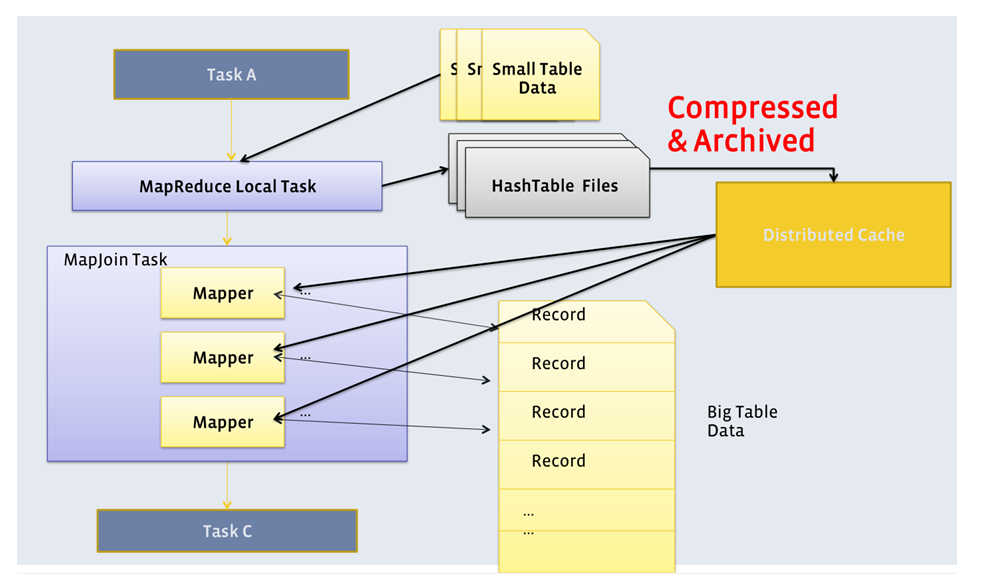 Task A
S
Sr
Small Table
Data
Compressed
& Archived
MapReduce Local Task
HashTable Files
Distributed Cache
MapJoin Task
Mapper
...
Mapper
...
Mapper
...
Record
Record
Record
Record
...
...
Big Table
Data
Task C